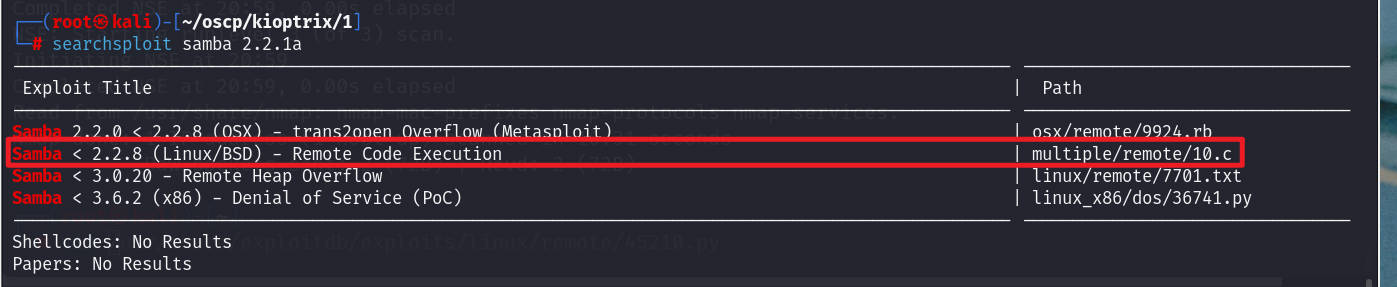 ┌──(root㉿kali)-[~/oscp/kioptrix/1]
└─# searchsploit samba 2.2.1a
Exploit Title | Path
Samba 2.2.0 < 2.2.8 (OSX) - trans2open Overflow (Metasploit) | osx/remote/9924.rb
Samba < 2.2.8 (Linux/BSD) - Remote Code Execution | multiple/remote/10.c
Samba < 3.0.20 - Remote Heap Overflow | linux/remote/7701.txt
Samba < 3.6.2 (x86) - Denial of Service (PoC) | linux_x86/dos/36741.py
Shellcodes: No Results
Papers: No Results